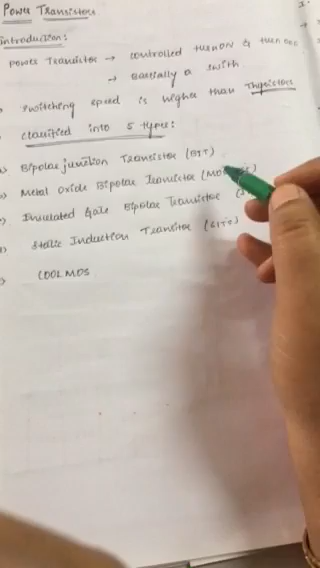 Power Transistors
introduction:
Power Transistor → controlled turn ON & turn OFF
→ Basically a switch
Switching speed is higher than Thyristors
classified into 5 types:
Bipolar junction Transistor (BJT)
Metal Oxide Bipolar Transistor (MO
Insulated Gate Bipolar Transistor
Static Induction Transistor (SITs)
COOLMOS